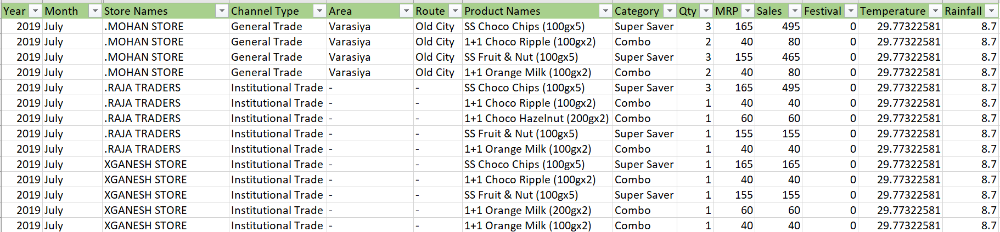 Year Month Store Names Channel Type Area Route Product Names Category Qty MRP Sales Festival Temperature Rainfall
2019 July .MOHAN STORE General Trade Varasiya Old City SS Choco Chips (100gx5) Super Saver 3 165 495 0 29.77322581 8.7
2019 July .MOHAN STORE General Trade Varasiya Old City 1+1 Choco Ripple (100gx2) Combo 2 40 80 0 29.77322581 8.7
2019 July .MOHAN STORE General Trade Varasiya Old City SS Fruit & Nut (100gx5) Super Saver 3 155 465 0 29.77322581 8.7
2019 July .MOHAN STORE General Trade Varasiya Old City 1+1 Orange Milk (100gx2) Combo 2 40 80 0 29.77322581 8.7
2019 July .RAJA TRADERS Institutional Trade - - SS Choco Chips (100gx5) Super Saver 3 165 495 0 29.77322581 8.7
2019 July .RAJA TRADERS Institutional Trade - - 1+1 Choco Ripple (100gx2) Combo 1 40 40 0 29.77322581 8.7
2019 July .RAJA TRADERS Institutional Trade - - 1+1 Choco Hazelnut (200gx2) Combo 1 60 60 0 29.77322581 8.7
2019 July .RAJA TRADERS Institutional Trade - - SS Fruit & Nut (100gx5) Super Saver 1 155 155 0 29.77322581 8.7
2019 July .RAJA TRADERS Institutional Trade - - 1+1 Orange Milk (100gx2) Combo 1 40 40 0 29.77322581 8.7
2019 July XGANESH STORE Institutional Trade - - SS Choco Chips (100gx5) Super Saver 1 165 165 0 29.77322581 8.7
2019 July XGANESH STORE Institutional Trade - - 1+1 Choco Ripple (100gx2) Combo 1 40 40 0 29.77322581 8.7
2019 July XGANESH STORE Institutional Trade - - SS Fruit & Nut (100gx5) Super Saver 1 155 155 0 29.77322581 8.7
2019 July XGANESH STORE Institutional Trade - - 1+1 Orange Milk (200gx2) Combo 1 60 60 0 29.77322581 8.7
2019 July XGANESH STORE Institutional Trade - - 1+1 Orange Milk (100gx2) Combo 1 40 40 0 29.77322581 8.7